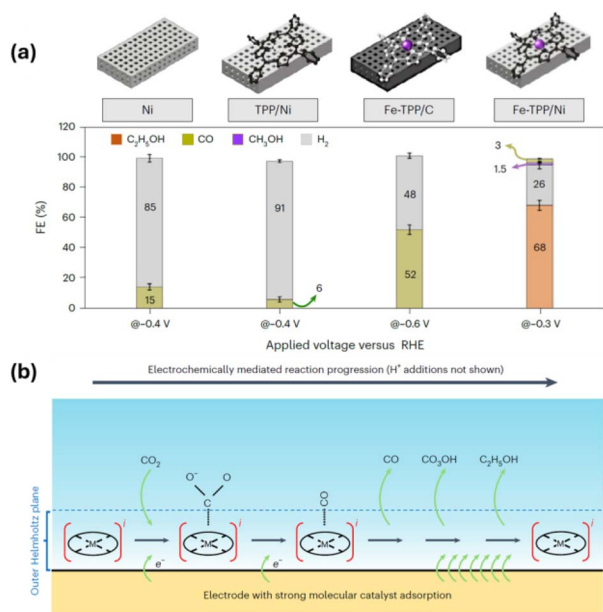 (a)
Ni TPP/Ni Fe-TPP/C Fe-TPP/Ni
120
100
80
60
40
20
0
FE (%)
C₂H₅OH CO CH₃OH H₂
85
15
91
6
48
52
3
1.5
26
68
@−0.4 V @−0.4 V @−0.6 V @−0.3 V
Applied voltage versus RHE
(b)
Electrochemically mediated reaction progression (H⁺ additions not shown)
CO₂
O⁻ O
C
CO
CO CO₃OH C₂H₅OH
Outer Helmholtz plane
M i
M i
M i
M i
e⁻
e⁻
Electrode with strong molecular catalyst adsorption